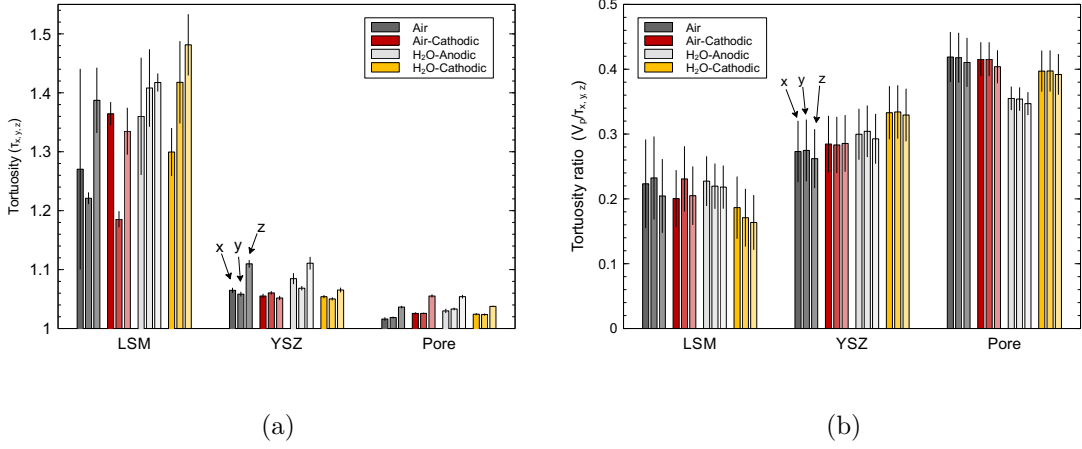 1.5
1.4
1.3
1.2
1.1
1
Tortuosity (τx, y, z)
Air
Air-Cathodic
H₂O-Anodic
H₂O-Cathodic
x
y
z
LSM YSZ Pore
(a)
0.5
0.4
0.3
0.2
0.1
0
Tortuosity ratio (Vp/τx, y, z)
Air
Air-Cathodic
H₂O-Anodic
H₂O-Cathodic
x
y
z
LSM YSZ Pore
(b)